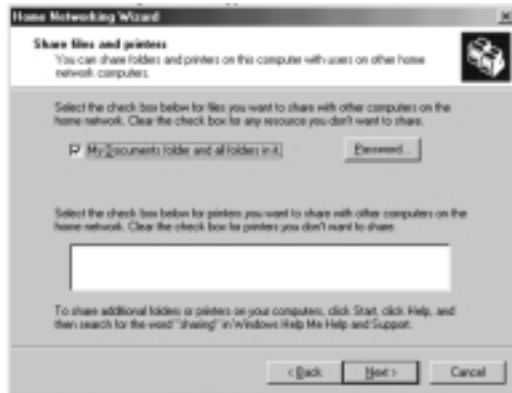 Home Networking Wizard
Share files and printers
You can share folders and printers on this computer with users on other home
network computers.
Select the check box below for files you want to share with other computers on the
home network. Clear the check box for any resource you don't want to share.
My Documents folder and all folders in it. Password...
Select the check box below for printers you want to share with other computers on the
home network. Clear the check box for printers you don't want to share.
To share additional folders or printers on your computers, click Start, click Help, and
then search for the word "sharing" in Windows Help Me Help and Support.
< Back Next > Cancel